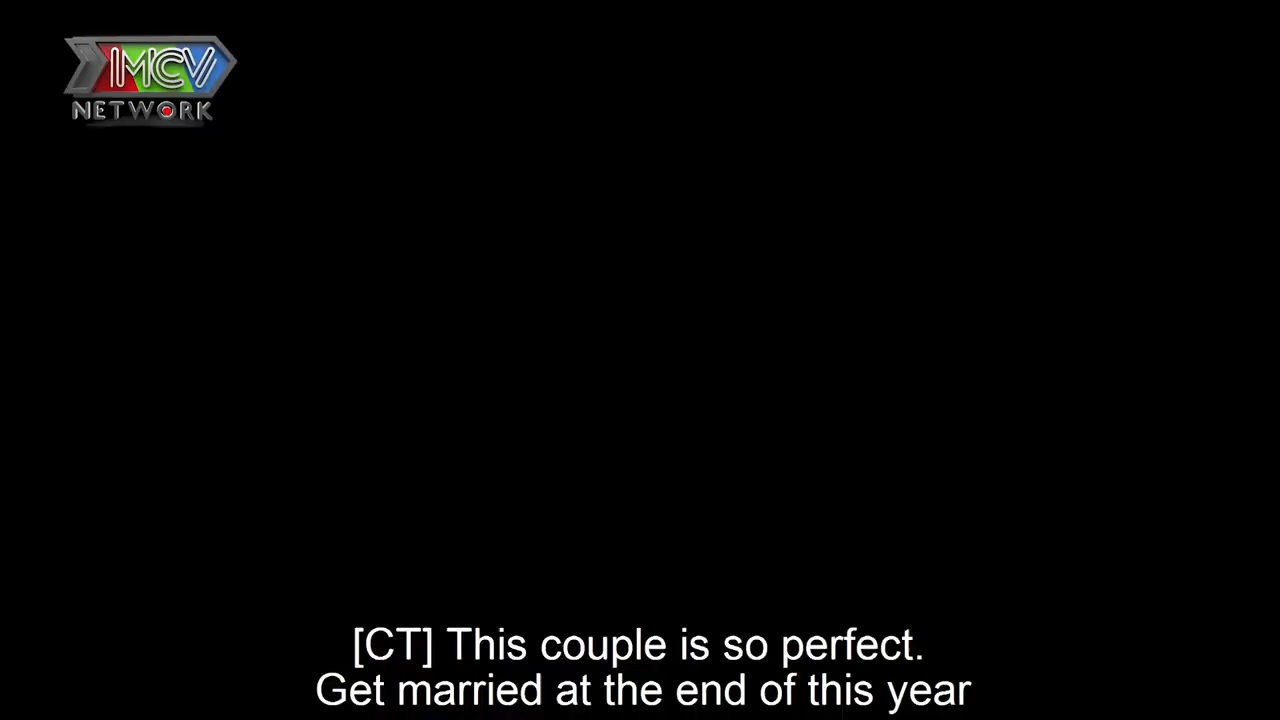 MCV
NETWORK
[CT] This couple is so perfect.
Get married at the end of this year